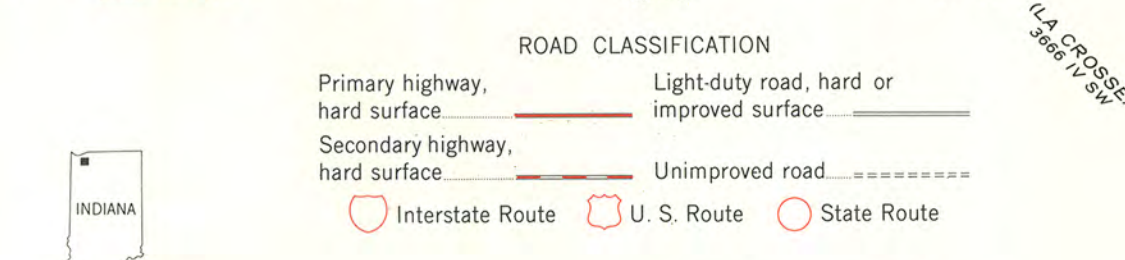 ROAD CLASSIFICATION
Primary highway,
hard surface
Light-duty road, hard or
improved surface
Secondary highway,
hard surface
Unimproved road
Interstate Route
U. S. Route
State Route
INDIANA
(LA CROSSE)
3666 IV SW